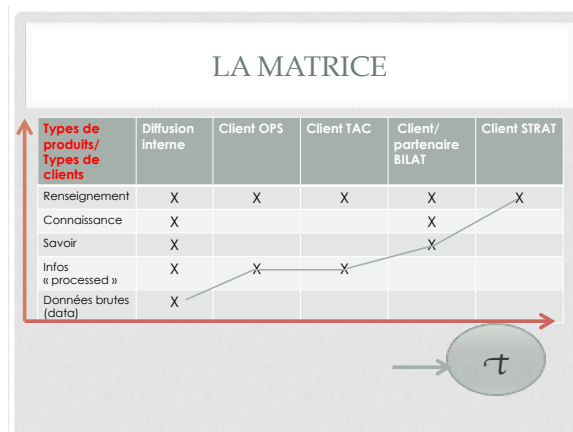 LA MATRICE
Types de produits/ Types de clients Diffusion interne Client OPS Client TAC Client/ partenaire BILAT Client STRAT
Renseignement X X X X X
Connaissance X X
Savoir X X
Infos « processed » X X X
Données brutes (data) X
t